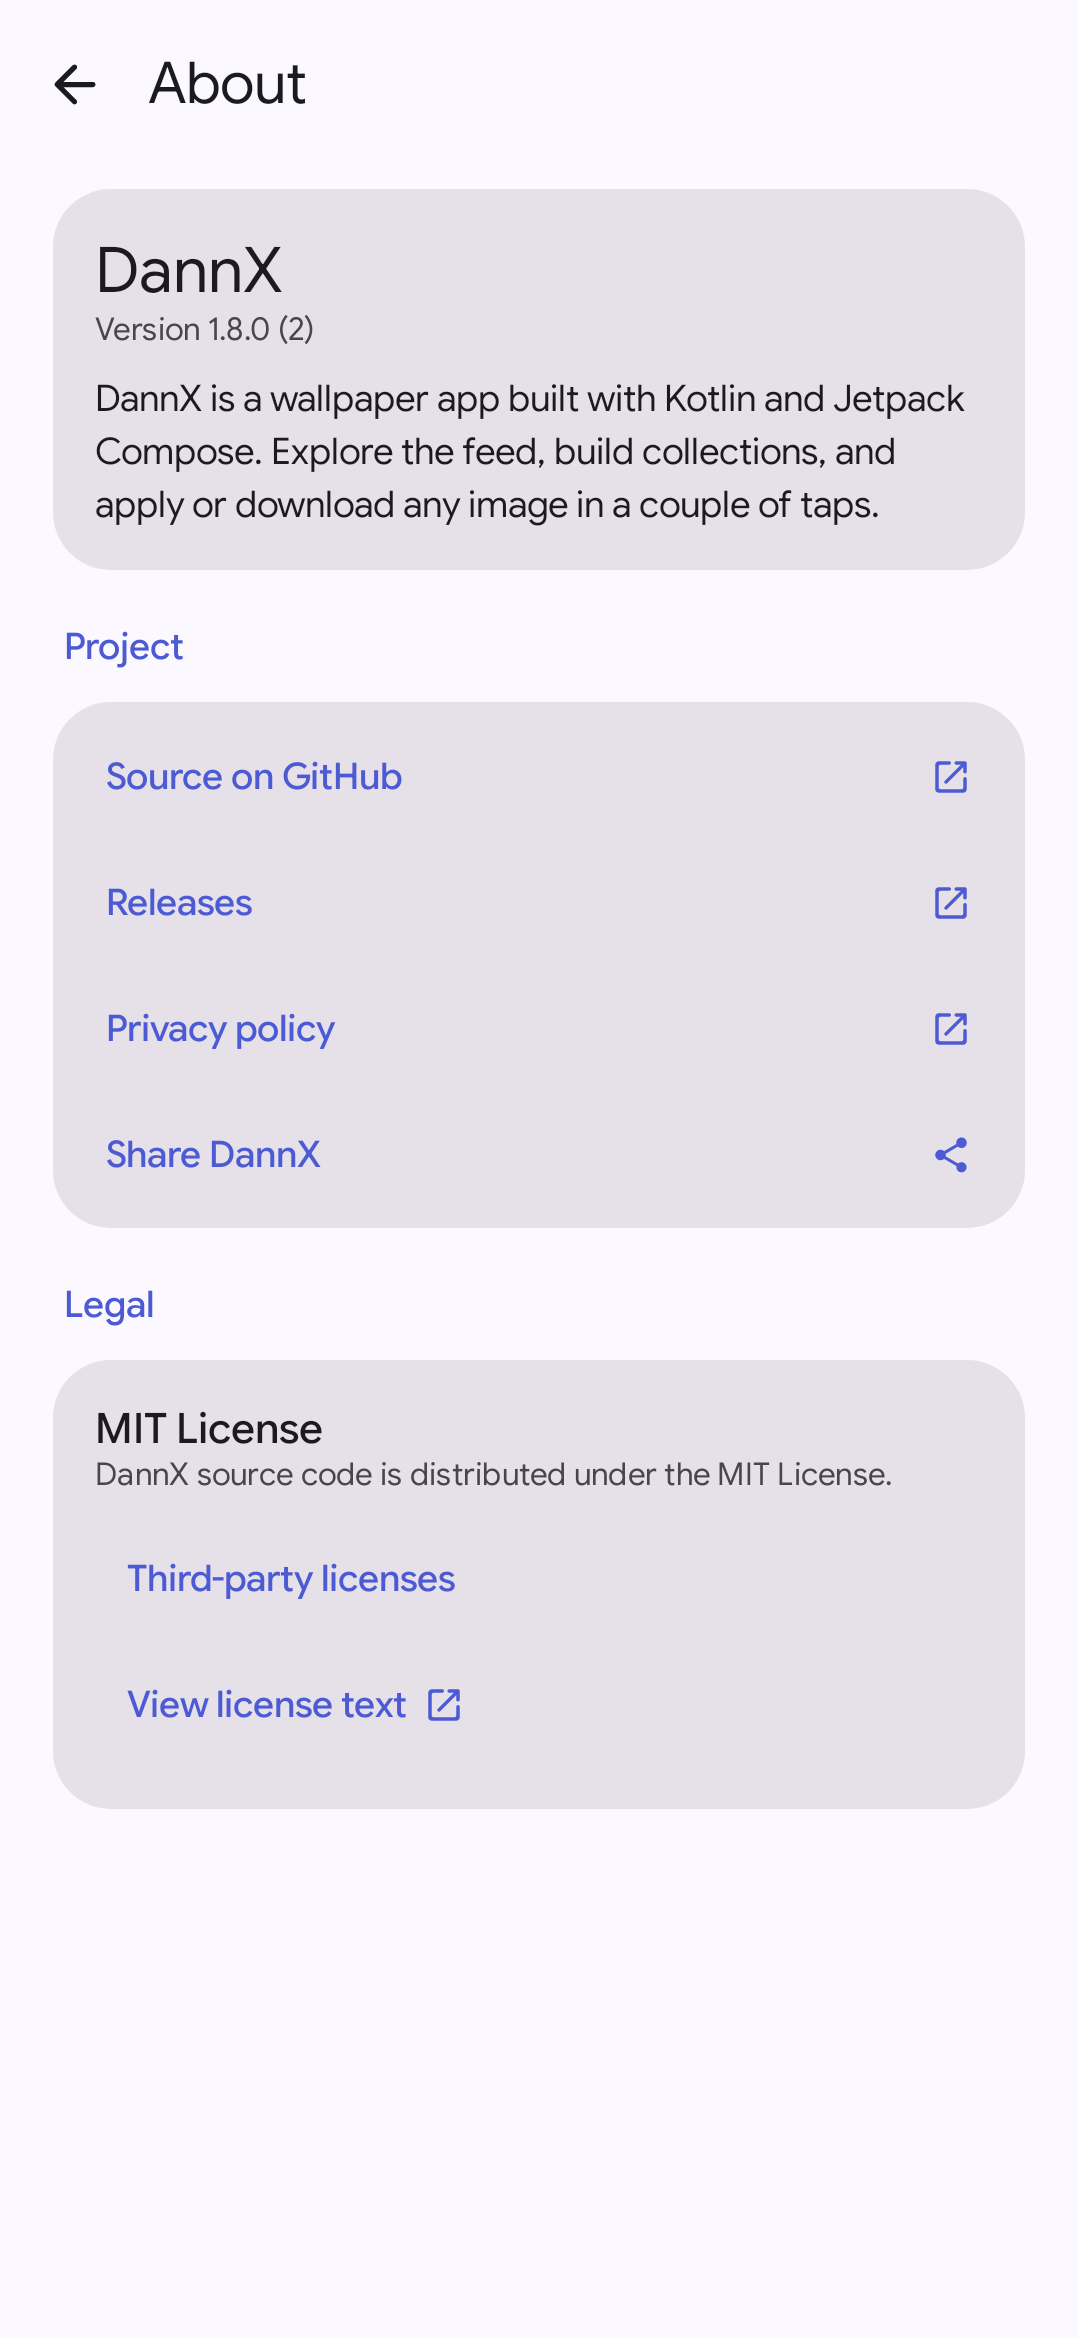 About
DannX
Version 1.8.0 (2)
DannX is a wallpaper app built with Kotlin and Jetpack
Compose. Explore the feed, build collections, and
apply or download any image in a couple of taps.
Project
Source on GitHub
Releases
Privacy policy
Share DannX
Legal
MIT License
DannX source code is distributed under the MIT License.
Third-party licenses
View license text